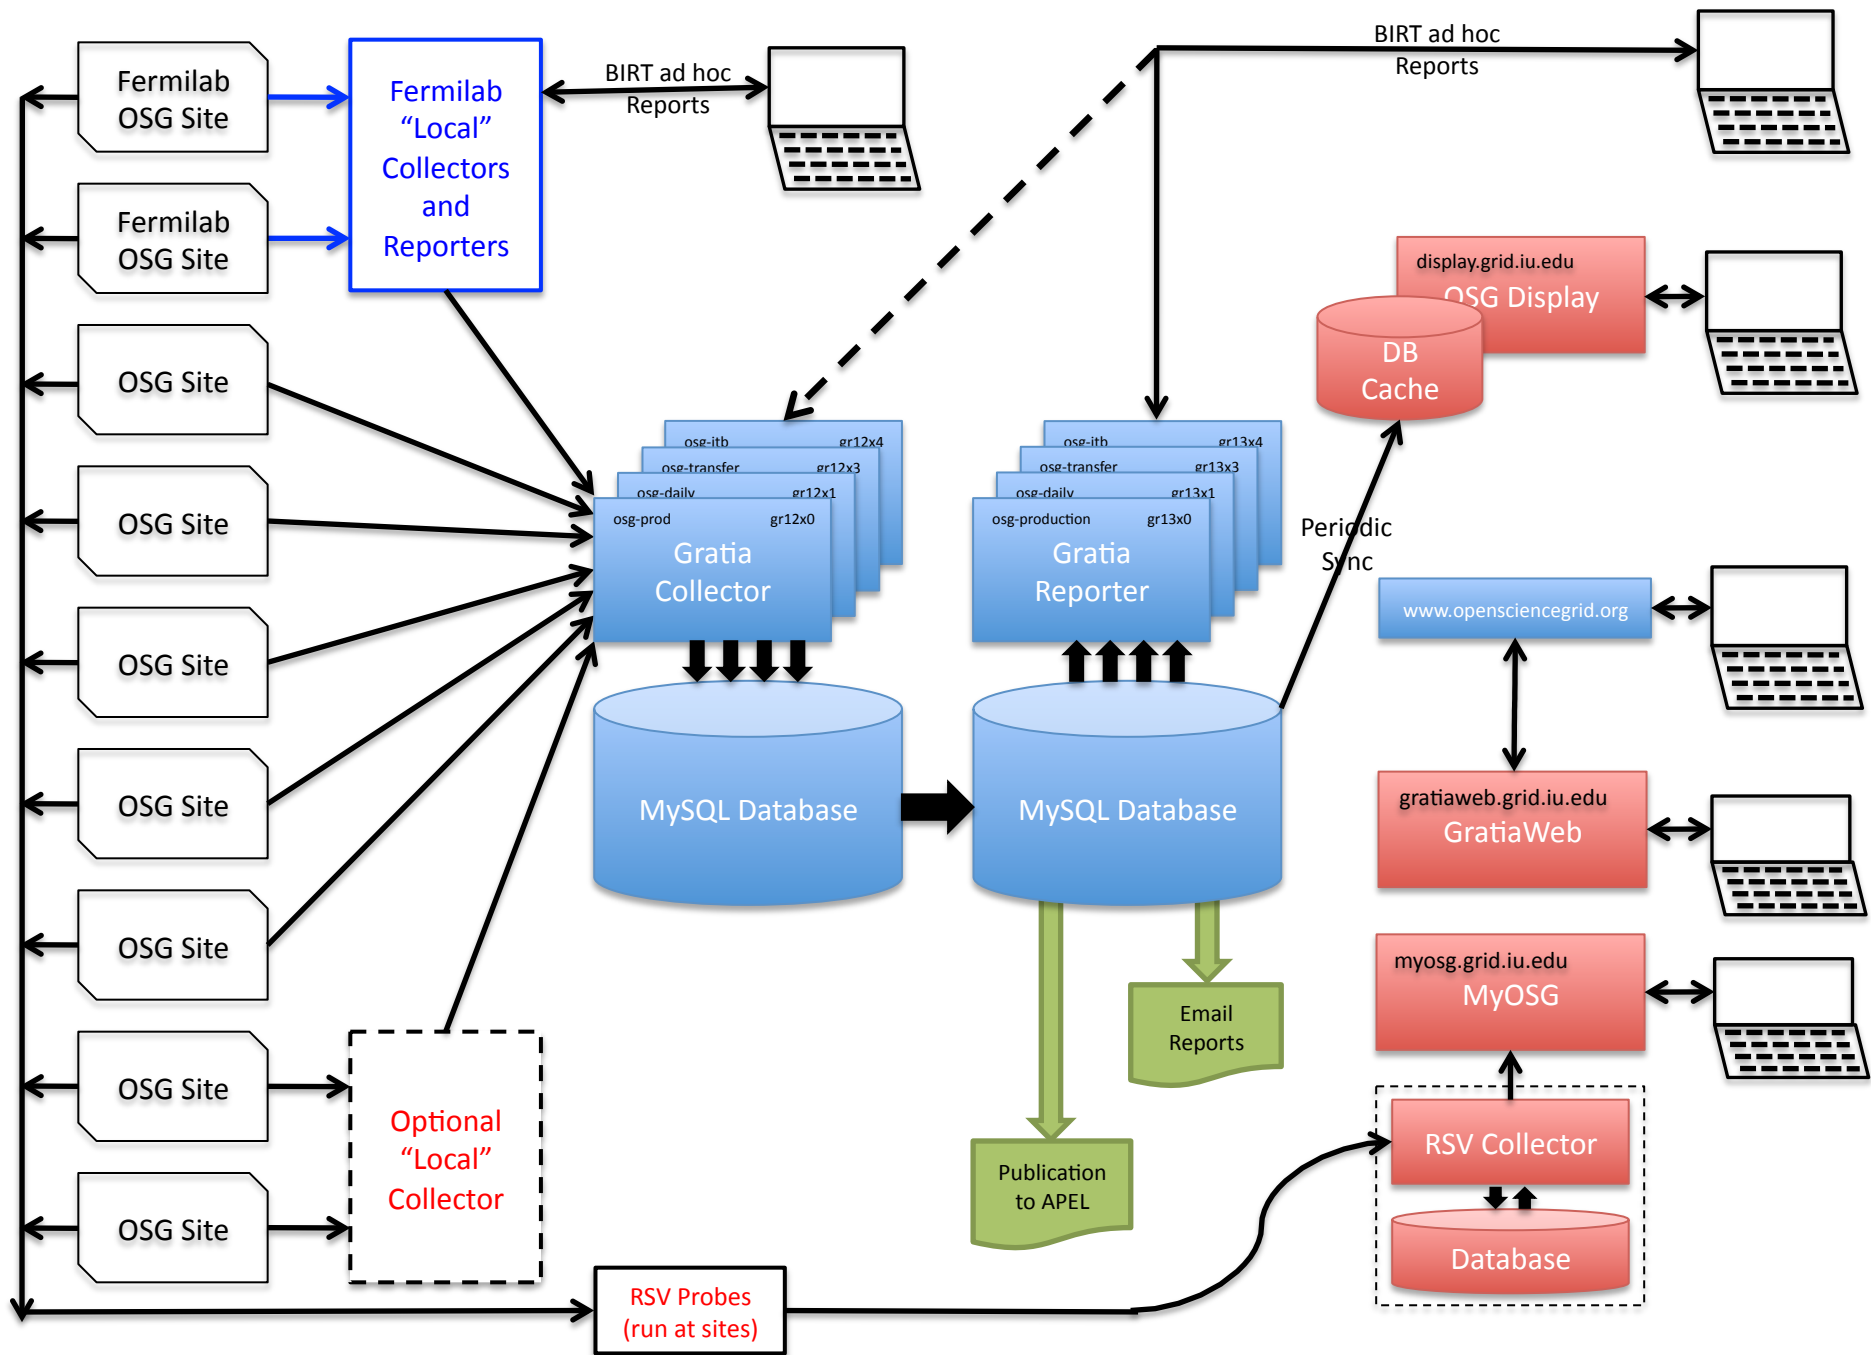 Fermilab
OSG Site
Fermilab
OSG Site
OSG Site
OSG Site
OSG Site
OSG Site
OSG Site
OSG Site
OSG Site
Fermilab
“Local”
Collectors
and
Reporters
BIRT ad hoc
Reports
BIRT ad hoc
Reports
Optional
“Local”
Collector
RSV Probes
(run at sites)
osg-itb gr12x4
osg-transfer gr12x3
osg-daily gr12x1
osg-prod gr12x0
Gratia
Collector
MySQL Database
osg-itb gr13x4
osg-transfer gr13x3
osg-daily gr13x1
osg-production gr13x0
Gratia
Reporter
MySQL Database
Email
Reports
Publication
to APEL
Periodic
Sync
display.grid.iu.edu
OSG Display
DB
Cache
www.opensciencegrid.org
gratiaweb.grid.iu.edu
GratiaWeb
myosg.grid.iu.edu
MyOSG
RSV Collector
Database